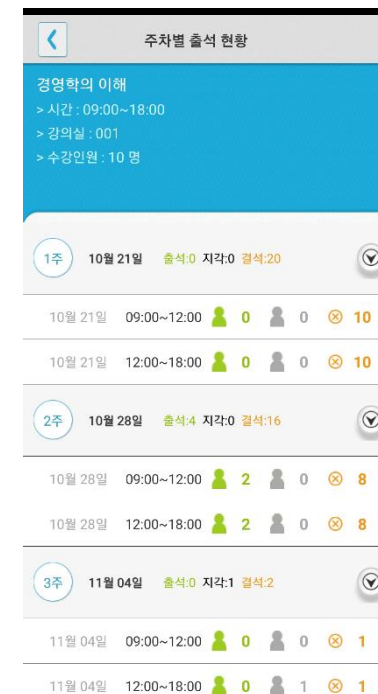 주차별 출석 현황
경영학의 이해
> 시간 : 09:00~18:00
> 강의실 : 001
> 수강인원 : 10 명
1주 10월 21일 출석:0 지각:0 결석:20
10월 21일 09:00~12:00 0 0 10
10월 21일 12:00~18:00 0 0 10
2주 10월 28일 출석:4 지각:0 결석:16
10월 28일 09:00~12:00 2 0 8
10월 28일 12:00~18:00 2 0 8
3주 11월 04일 출석:0 지각:1 결석:2
11월 04일 09:00~12:00 0 0 1
11월 04일 12:00~18:00 0 1 1